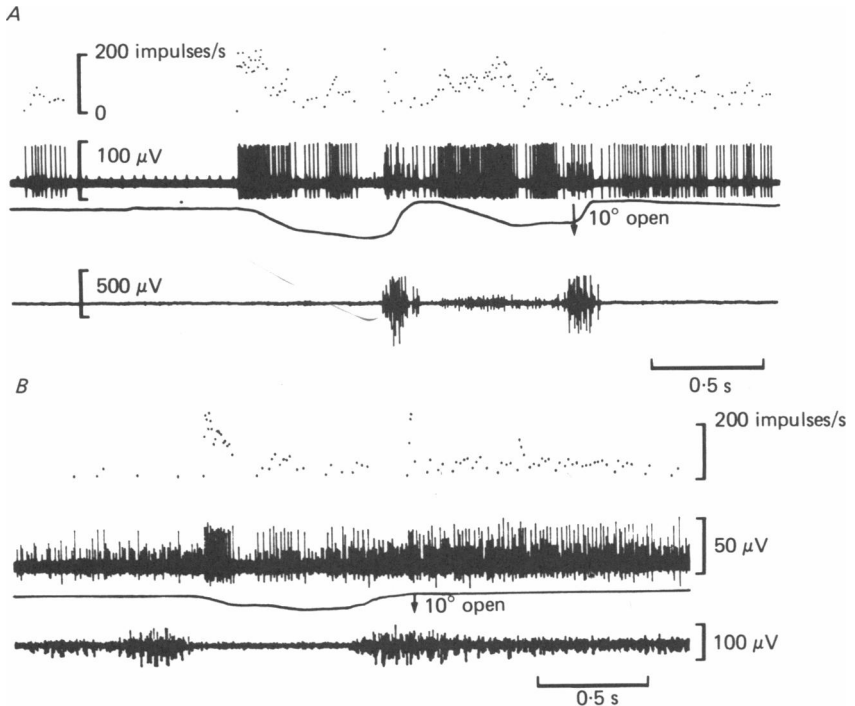 A
200 impulses/s
0
100 μV
10° open
500 μV
0·5 s
B
200 impulses/s
50 μV
10° open
100 μV
0·5 s